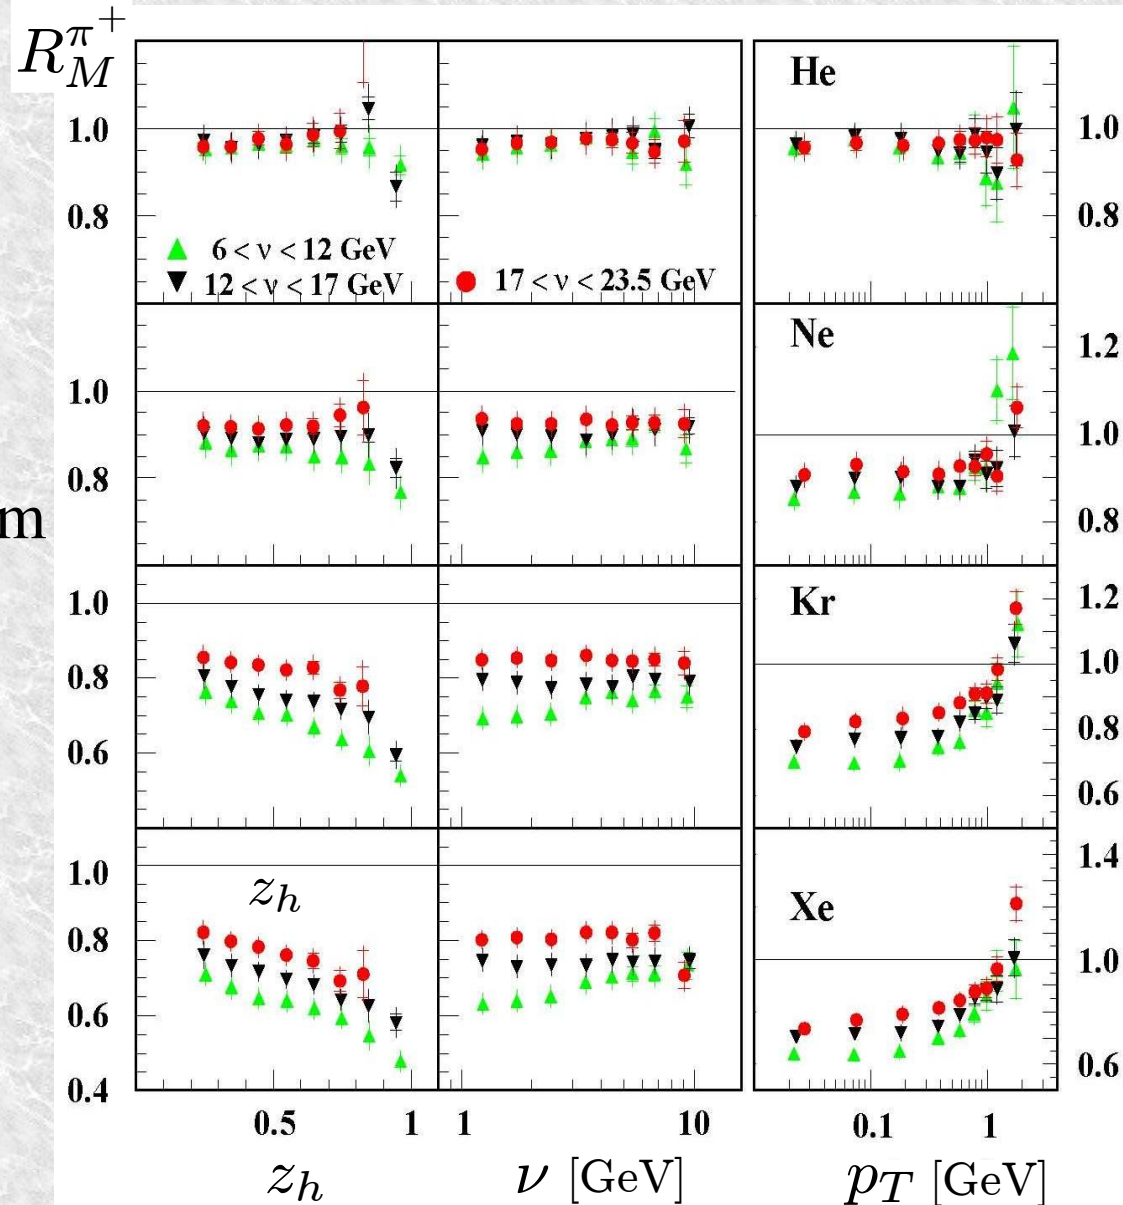 R_M^{π^+}
He
1.0 1.0
0.8 0.8
6 < ν < 12 GeV
12 < ν < 17 GeV 17 < ν < 23.5 GeV
Ne
1.2
1.0 1.0
0.8 0.8
m
Kr
1.2
1.0 1.0
0.8 0.8
0.6 0.6
1.4
1.0 z_h Xe 1.0
0.8
0.6 0.6
0.4
0.5 1 1 10 0.1 1
z_h ν [GeV] p_T [GeV]